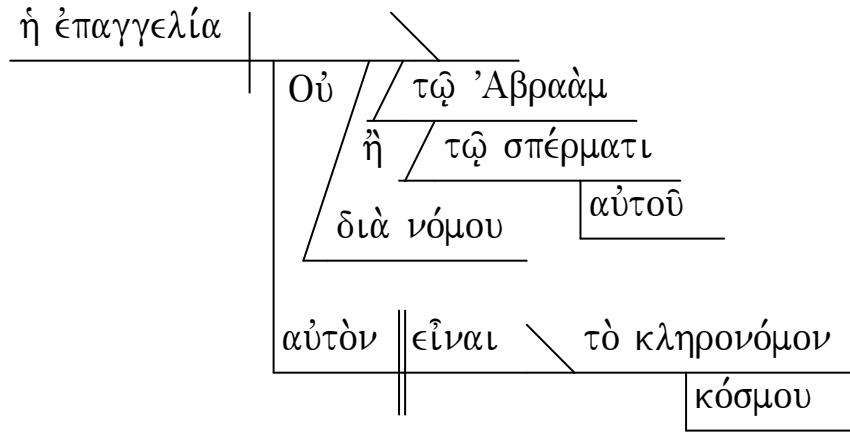 ἡ ἐπαγγελία
Οὐ
τῷ Ἀβραὰμ
ἢ
τῷ σπέρματι
αὐτοῦ
διὰ νόμου
αὐτὸν εἶναι τὸ κληρονόμον
κόσμου